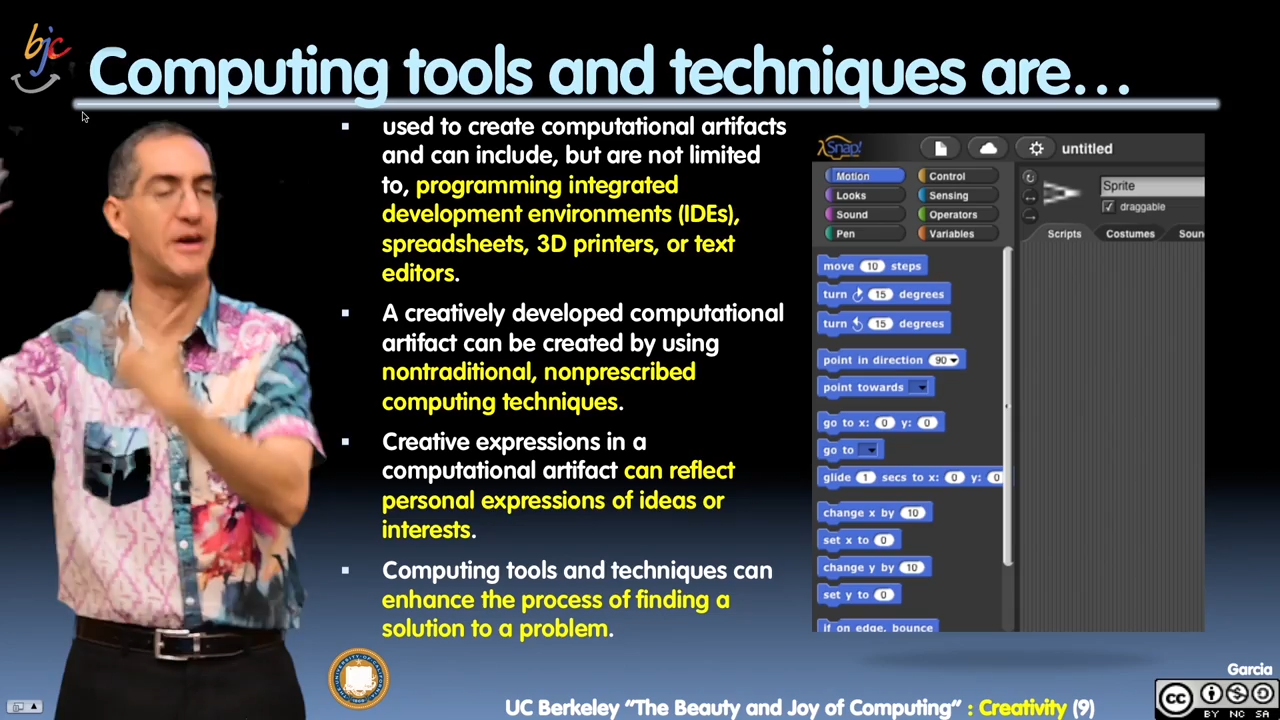 bjc
Computing tools and techniques are…
used to create computational artifacts
and can include, but are not limited
to, programming integrated
development environments (IDEs),
spreadsheets, 3D printers, or text
editors.
A creatively developed computational
artifact can be created by using
nontraditional, nonprescribed
computing techniques.
Creative expressions in a
computational artifact can reflect
personal expressions of ideas or
interests.
Computing tools and techniques can
enhance the process of finding a
solution to a problem.
λSnap!
untitled
Motion Control
Looks Sensing
Sound Operators
Pen Variables
Sprite
draggable
Scripts Costumes Soun
move 10 steps
turn 15 degrees
turn 15 degrees
point in direction 90
point towards
go to x: 0 y: 0
go to
glide 1 secs to x: 0 y: 0
change x by 10
set x to 0
change y by 10
set y to 0
if on edge, bounce
Garcia
UC Berkeley “The Beauty and Joy of Computing” : Creativity (9)
cc
BY NC SA